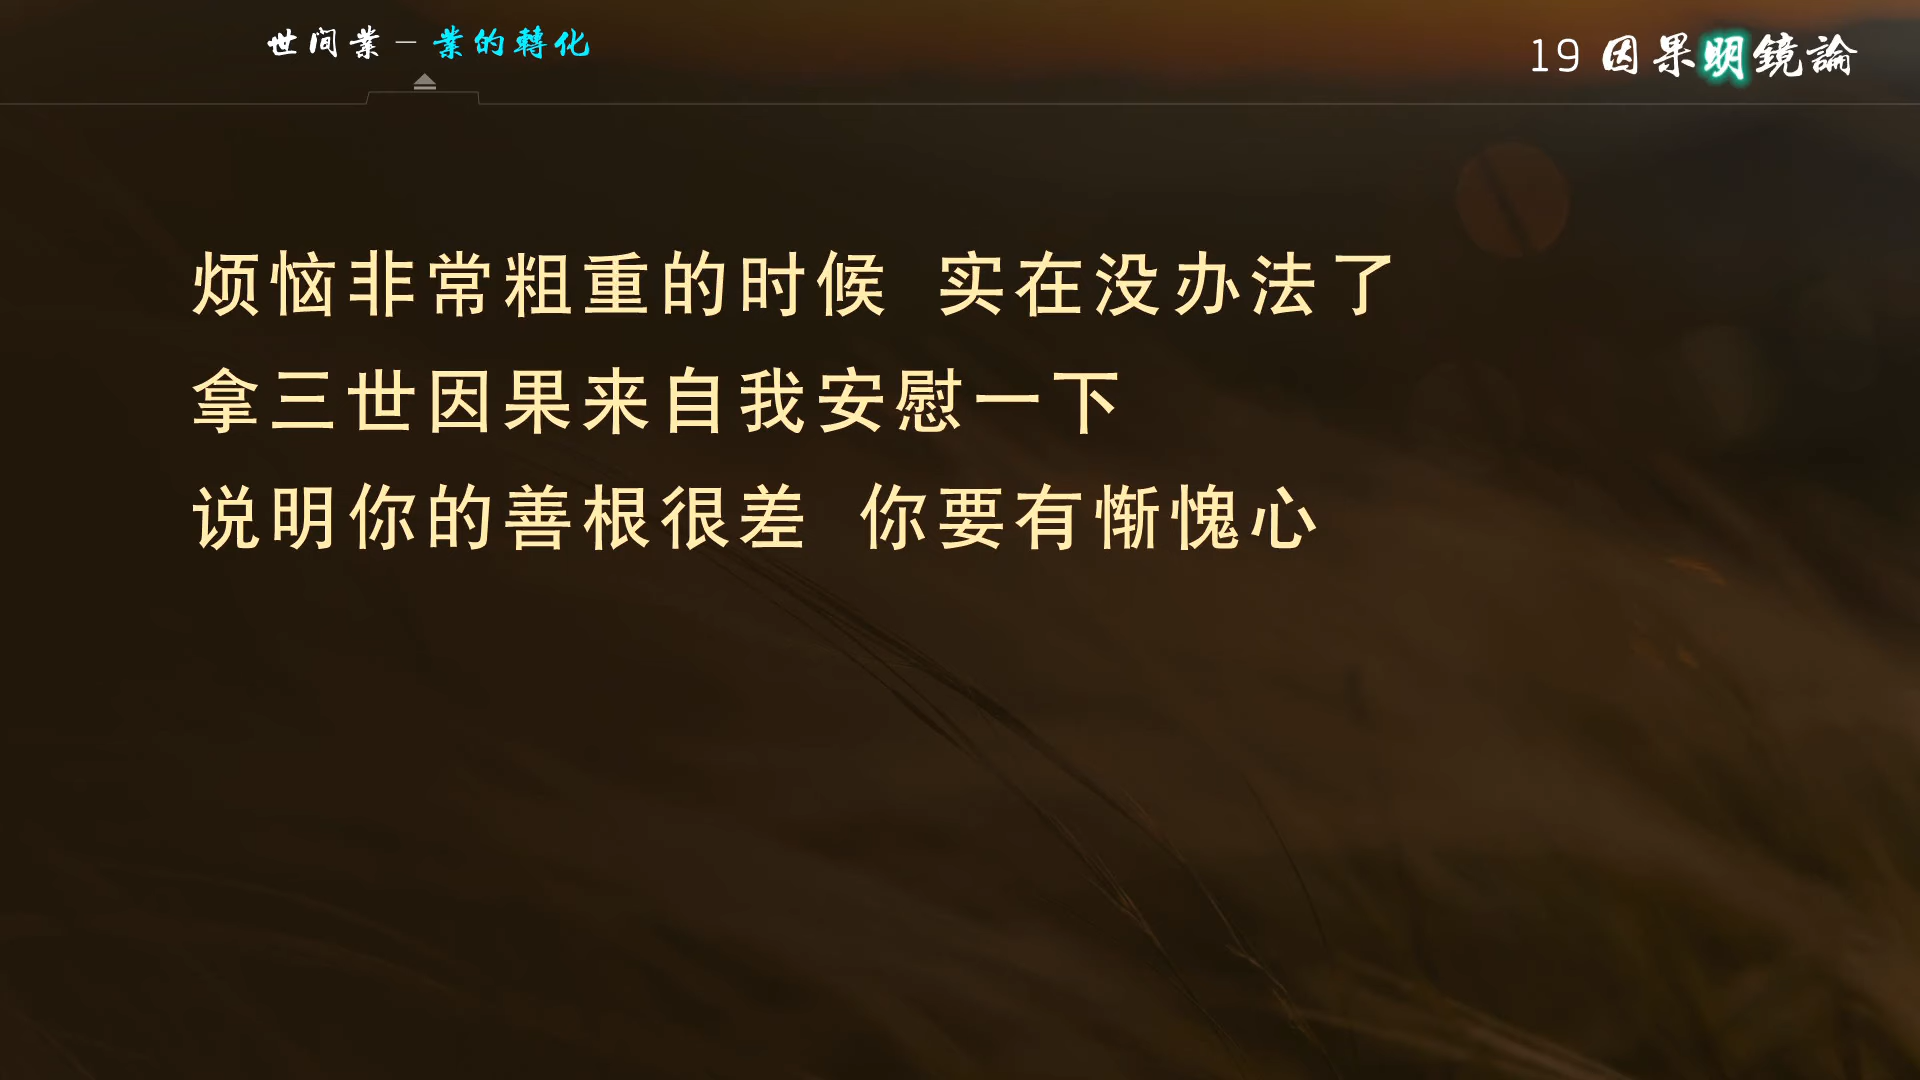 世间業－業的轉化
19 因果明鏡論
烦恼非常粗重的时候 实在没办法了
拿三世因果来自我安慰一下
说明你的善根很差 你要有惭愧心